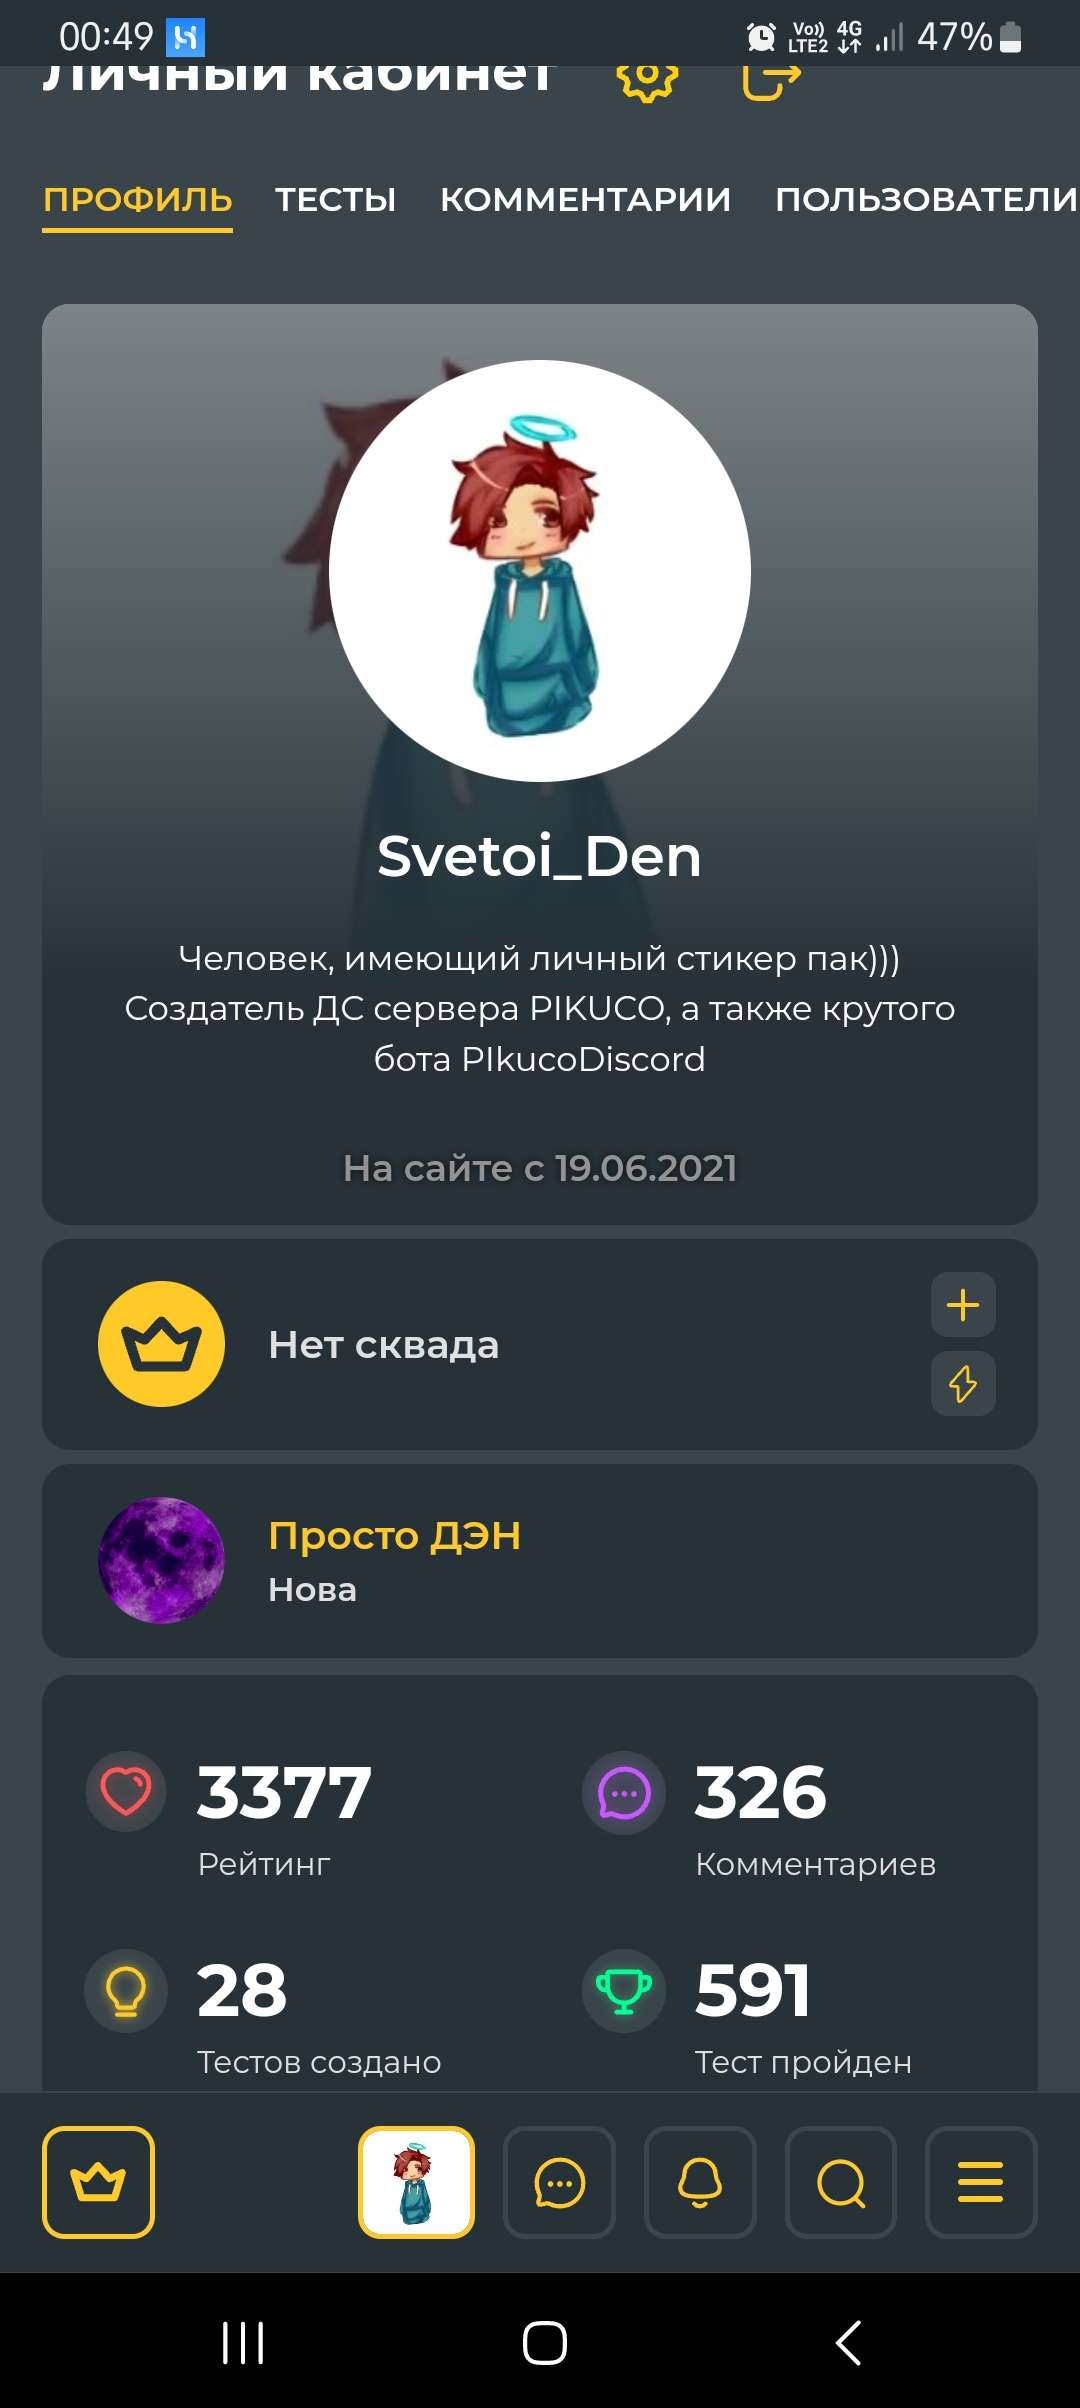 00:49
Vo)) LTE2 4G 47%
Личный кабинет
ПРОФИЛЬ ТЕСТЫ КОММЕНТАРИИ ПОЛЬЗОВАТЕЛИ
Svetoi_Den
Человек, имеющий личный стикер пак)))
Создатель ДС сервера PIKUCO, а также крутого
бота PIkucoDiscord
На сайте с 19.06.2021
Нет сквада
Просто ДЭН
Нова
3377
Рейтинг
326
Комментариев
28
Тестов создано
591
Тест пройден